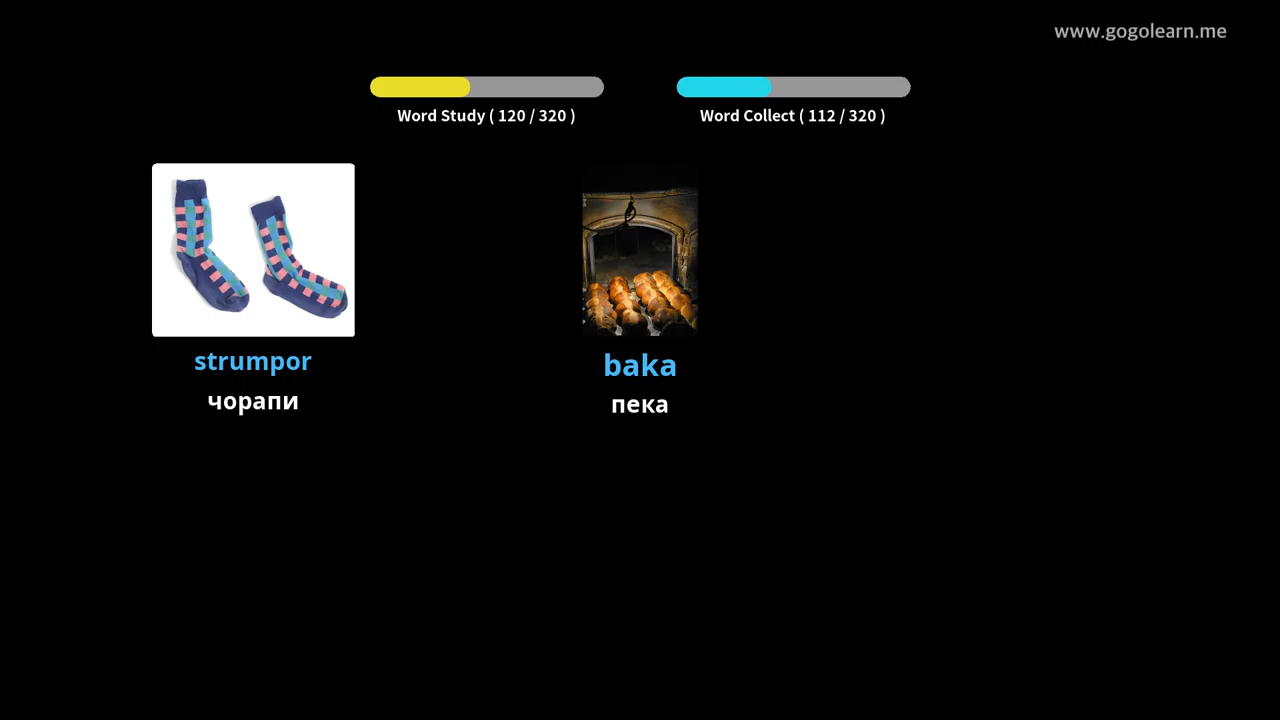 www.gogolearn.me
Word Study ( 120 / 320 )
Word Collect ( 112 / 320 )
strumpor
чорапи
baka
пека